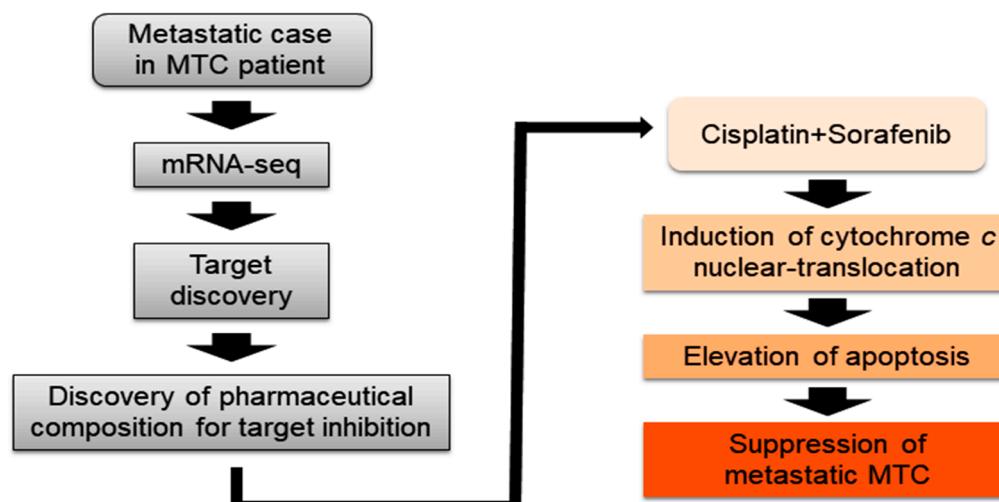 Metastatic case
in MTC patient
mRNA-seq
Target
discovery
Discovery of pharmaceutical
composition for target inhibition
Cisplatin+Sorafenib
Induction of cytochrome c
nuclear-translocation
Elevation of apoptosis
Suppression of
metastatic MTC